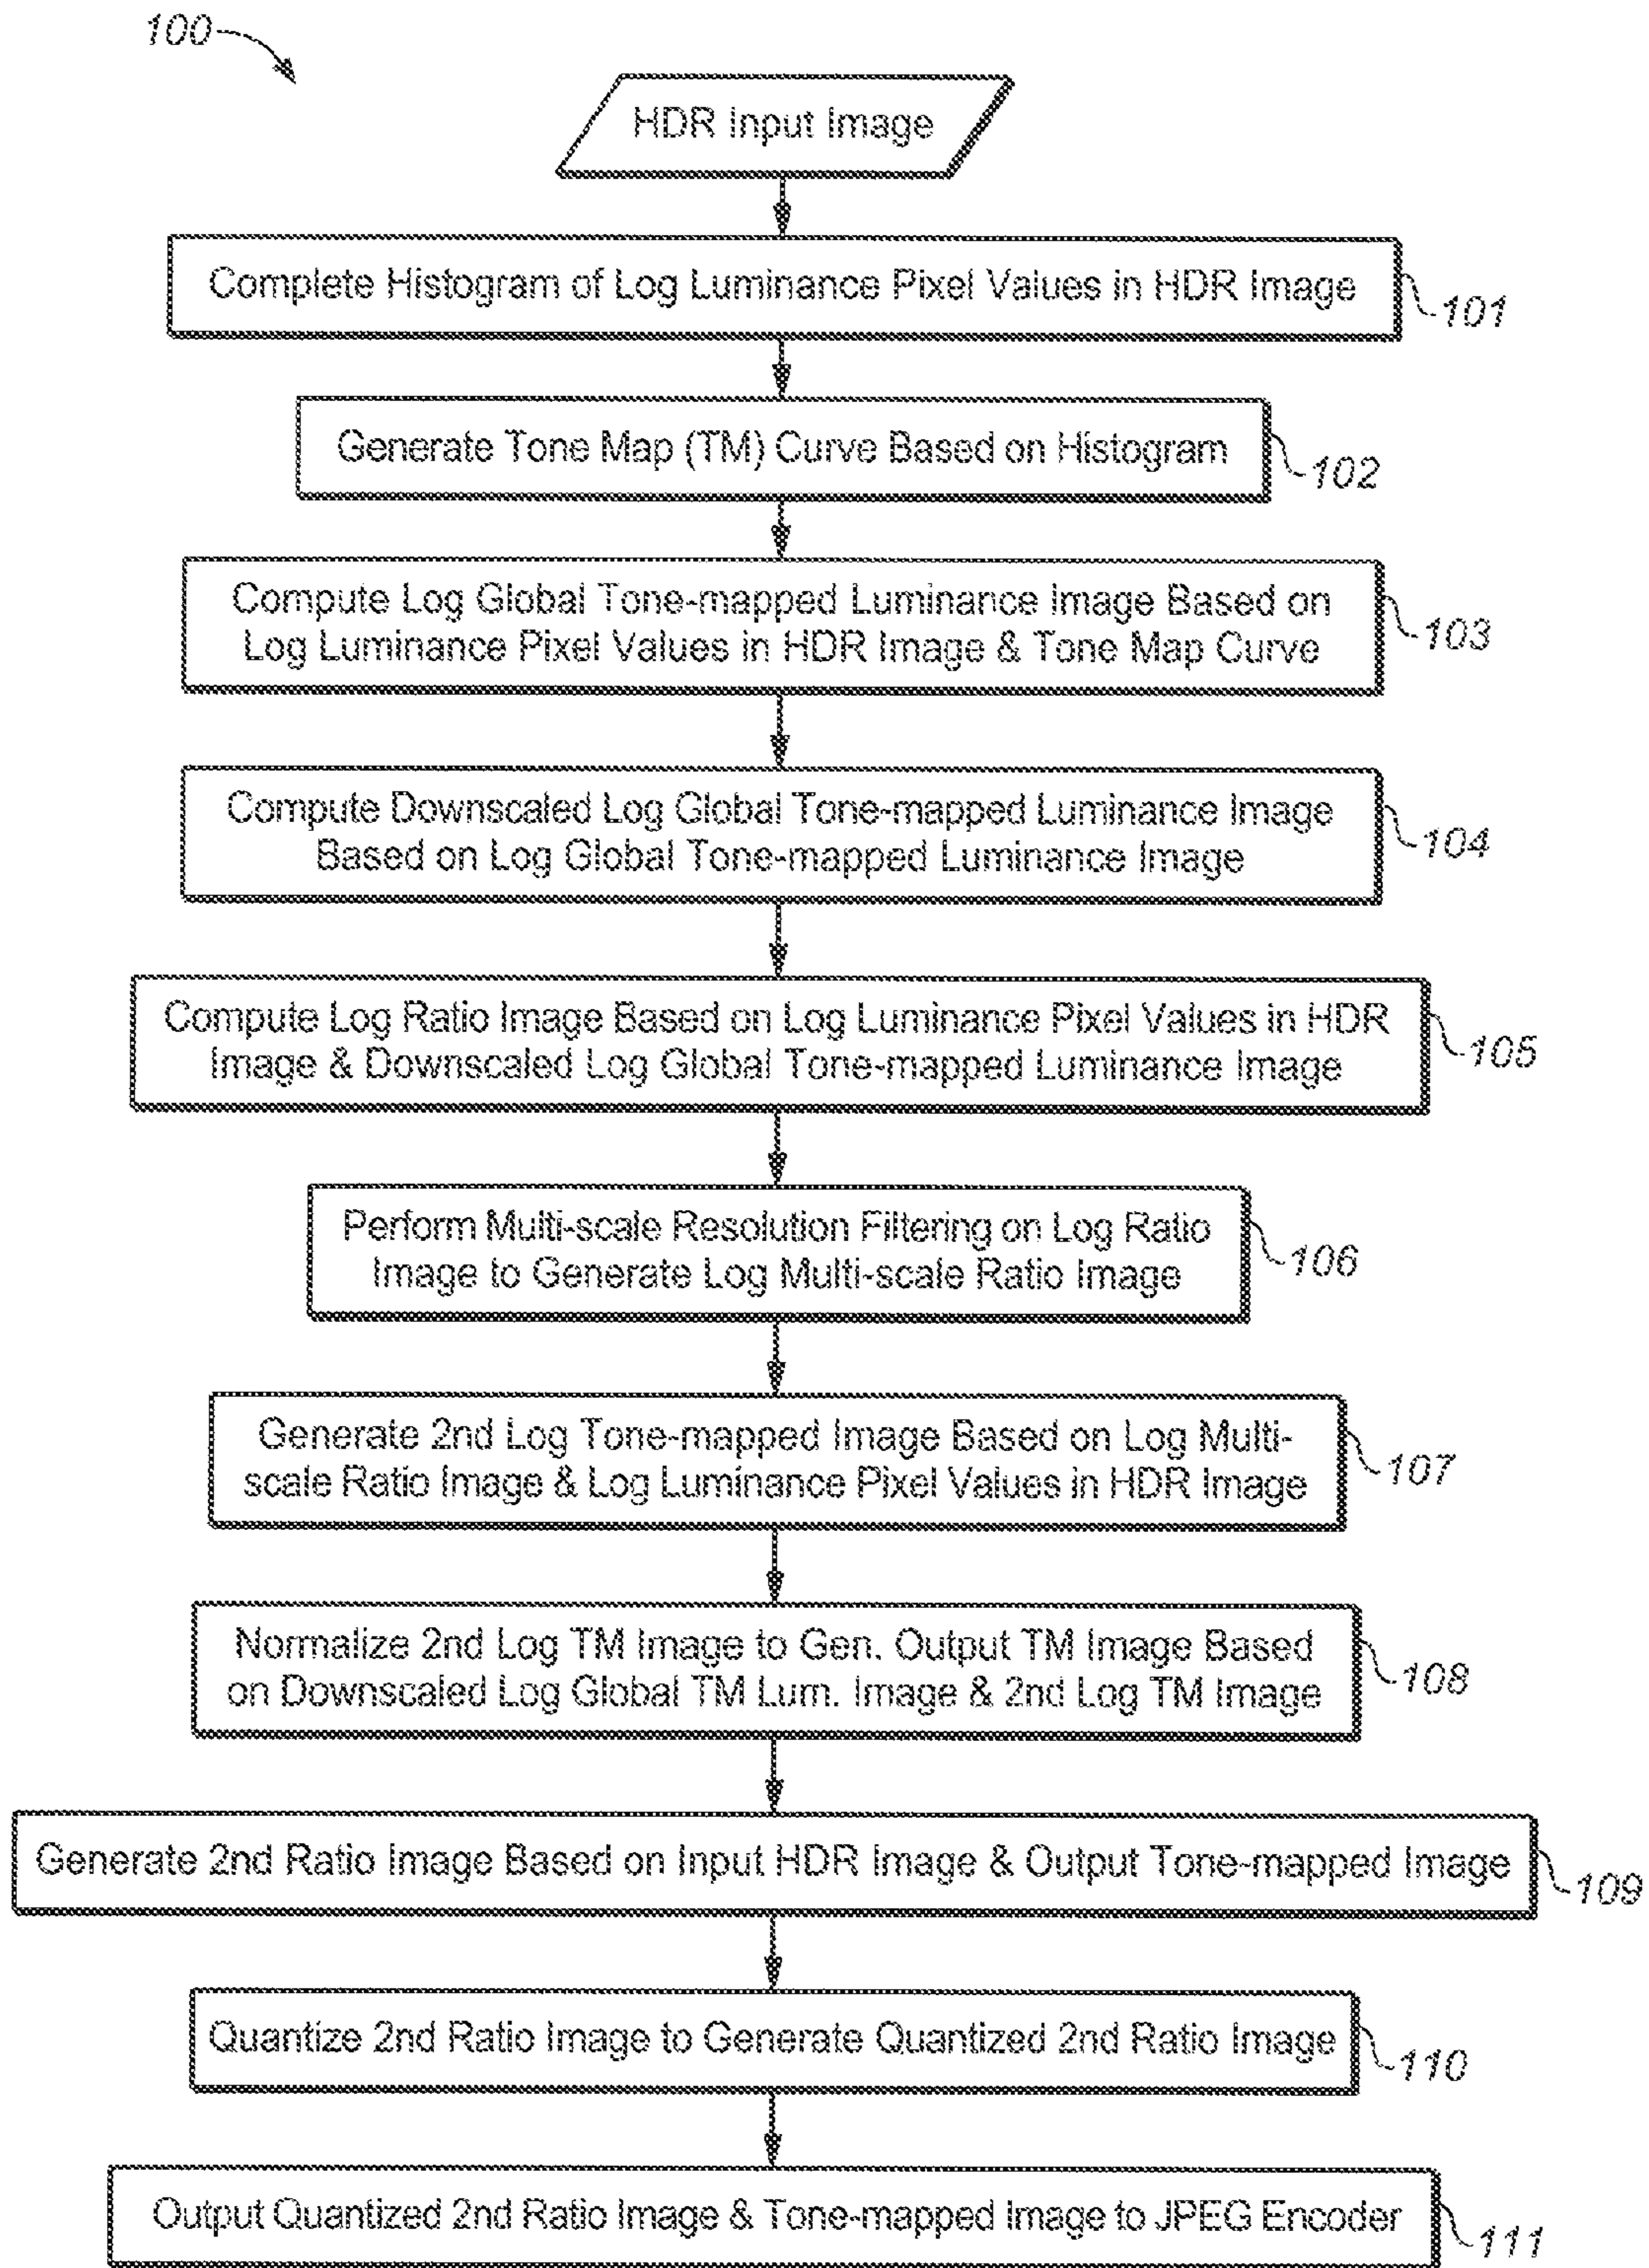 100
HDR Input Image
Complete Histogram of Log Luminance Pixel Values in HDR Image
101
Generate Tone Map (TM) Curve Based on Histogram
102
Compute Log Global Tone-mapped Luminance Image Based on
Log Luminance Pixel Values in HDR Image & Tone Map Curve
103
Compute Downscaled Log Global Tone-mapped Luminance Image
Based on Log Global Tone-mapped Luminance Image
104
Compute Log Ratio Image Based on Log Luminance Pixel Values in HDR
Image & Downscaled Log Global Tone-mapped Luminance Image
105
Perform Multi-scale Resolution Filtering on Log Ratio
Image to Generate Log Multi-scale Ratio Image
106
Generate 2nd Log Tone-mapped Image Based on Log Multi-
scale Ratio Image & Log Luminance Pixel Values in HDR Image
107
Normalize 2nd Log TM Image to Gen. Output TM Image Based
on Downscaled Log Global TM Lum. Image & 2nd Log TM Image
108
Generate 2nd Ratio Image Based on Input HDR Image & Output Tone-mapped Image
109
Quantize 2nd Ratio Image to Generate Quantized 2nd Ratio Image
110
Output Quantized 2nd Ratio Image & Tone-mapped Image to JPEG Encoder
111